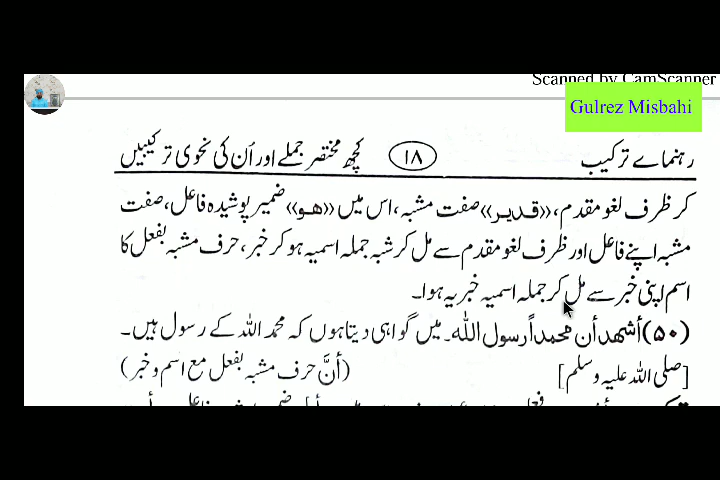 Scanned by CamScanner
Gulrez Misbahi
رہنمائے ترکیب ۱۸ کچھ مختصر جملے اور اُن کی نحوی ترکیبیں
کر ظرف لغو مقدم، «قدیر» صفت مشبہ، اس میں «ھو» ضمیر پوشیدہ فاعل، صفت
مشبہ اپنے فاعل اور ظرف لغو مقدم سے مل کر شبہ جملہ اسمیہ ہو کر خبر، حرف مشبہ بفعل کا
اسم اپنی خبر سے مل کر جملہ اسمیہ خبریہ ہوا۔
(۵۰) أشهد أن محمداً رسول الله۔ میں گواہی دیتا ہوں کہ محمد اللہ کے رسول ہیں۔
[صلی اللہ علیہ وسلم] (أنَّ حرف مشبہ بفعل مع اسم و خبر)